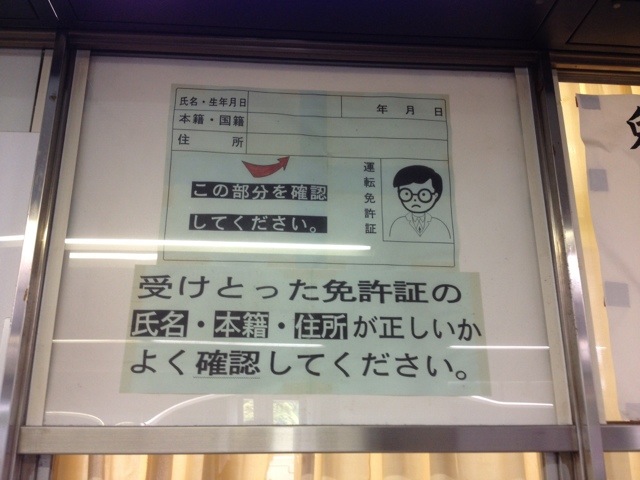 氏名・生年月日
年 月 日
本籍・国籍
住 所
この部分を確認
してください。
運転免許証
受けとった免許証の
氏名・本籍・住所が正しいか
よく確認してください。